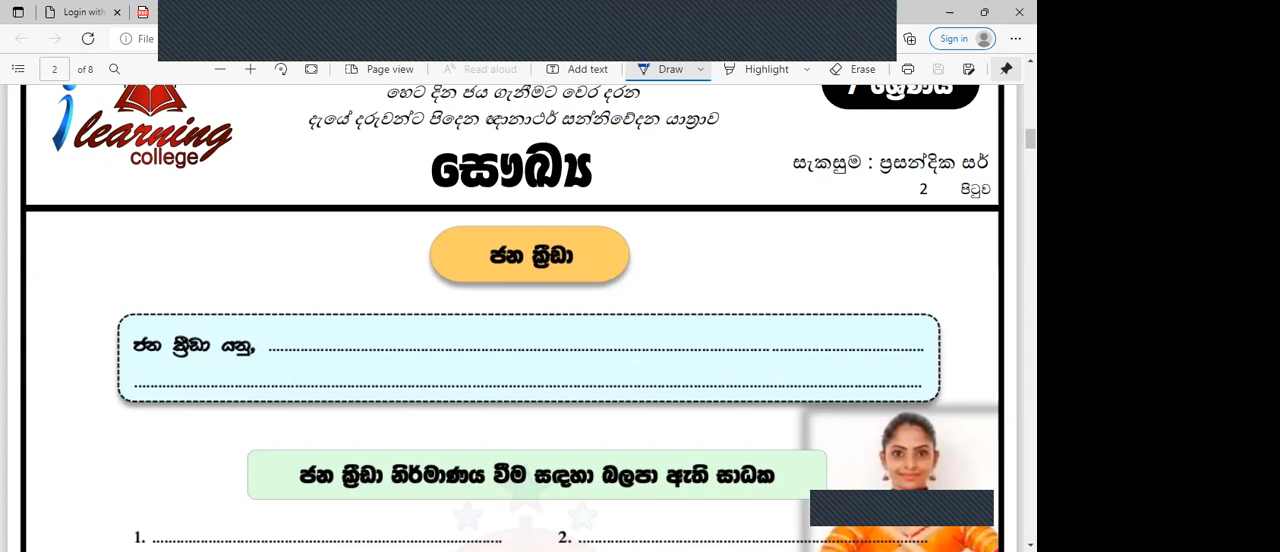 Login with
File
Sign in
2 of 8
Page view
Read aloud
Add text
Draw
Highlight
Erase
හෙට දින ජය ගැනීමට වෙර දරන
7 ශ්‍රේණිය
දැයේ දරුවන්ට පිදෙන ඥානාර්ථ සන්නිවේදන යාත්‍රාව
i learning
college
සෞඛ්‍ය
සැකසුම : ප්‍රසන්දික සර්
2 පිටුව
ජන ක්‍රීඩා
ජන ක්‍රීඩා යනු,
ජන ක්‍රීඩා නිර්මාණය වීම සඳහා බලපා ඇති සාධක
1.
2.